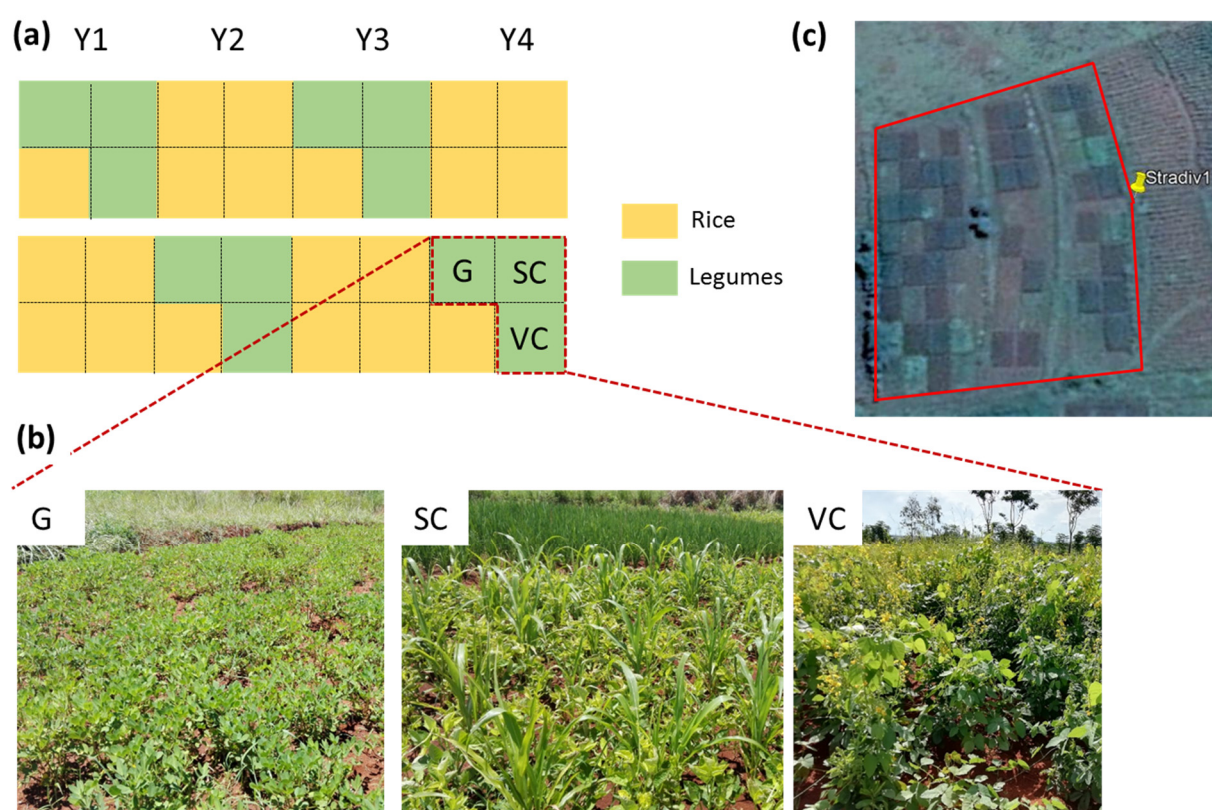 (a) Y1 Y2 Y3 Y4
G SC
VC
Rice
Legumes
(c)
Stradiv1
(b)
G SC VC